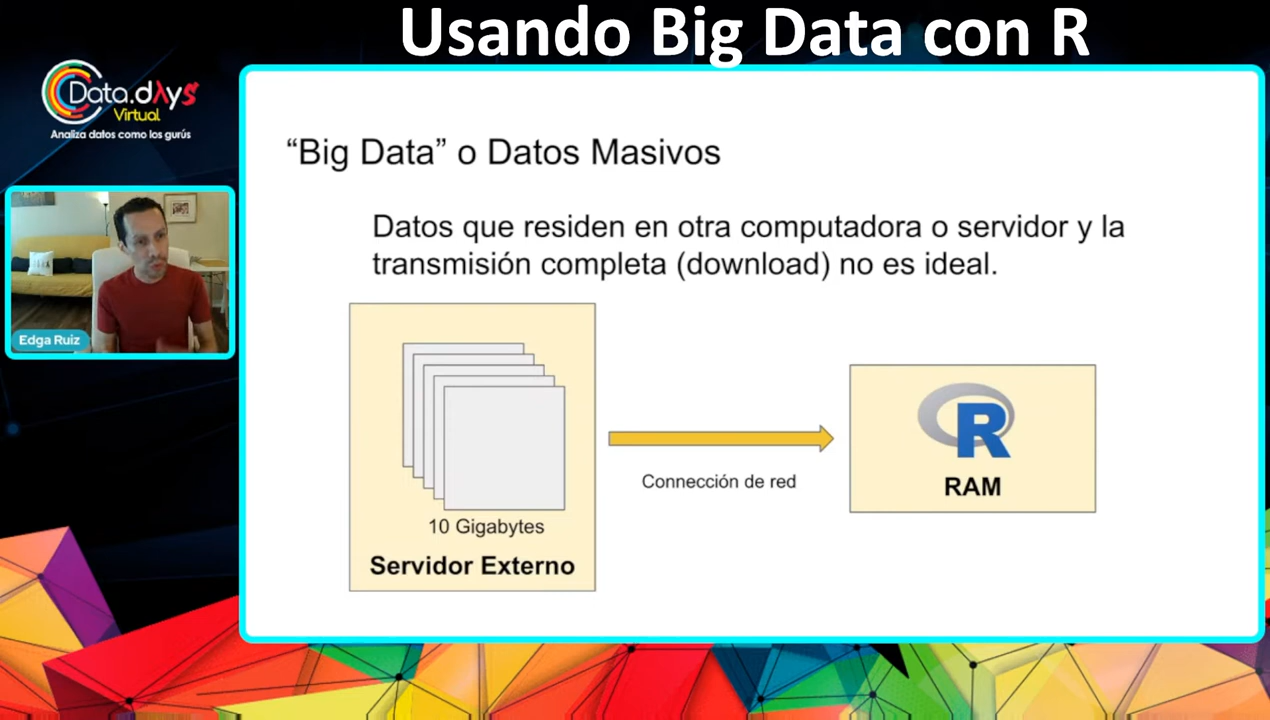 Usando Big Data con R
Data.dAys
Virtual
Analiza datos como los gurús
“Big Data” o Datos Masivos
Datos que residen en otra computadora o servidor y la
transmisión completa (download) no es ideal.
Edga Ruiz
R
Connección de red
RAM
10 Gigabytes
Servidor Externo